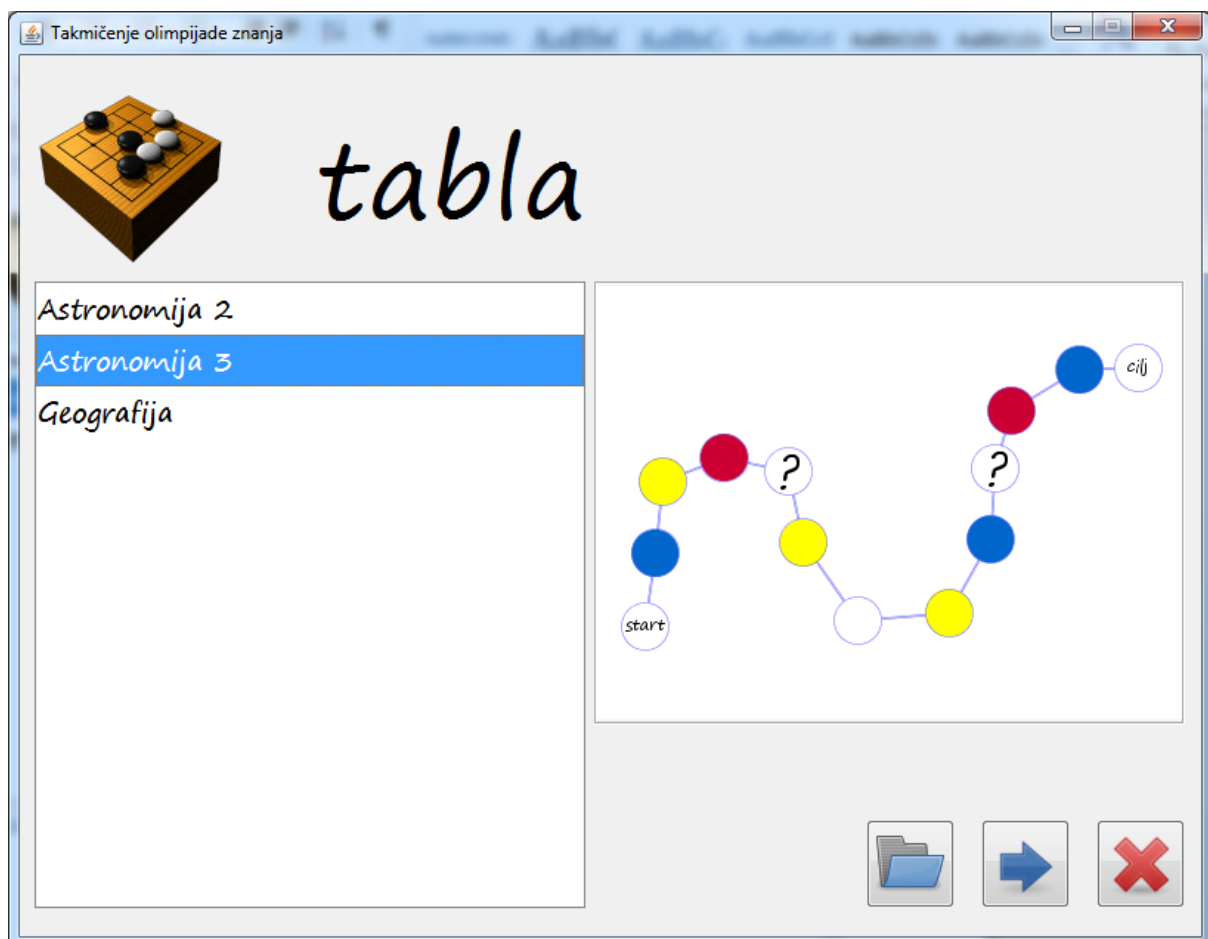 Takmičenje olimpijade znanja
tabla
Astronomija 2
Astronomija 3
Geografija
cilj
?
?
start